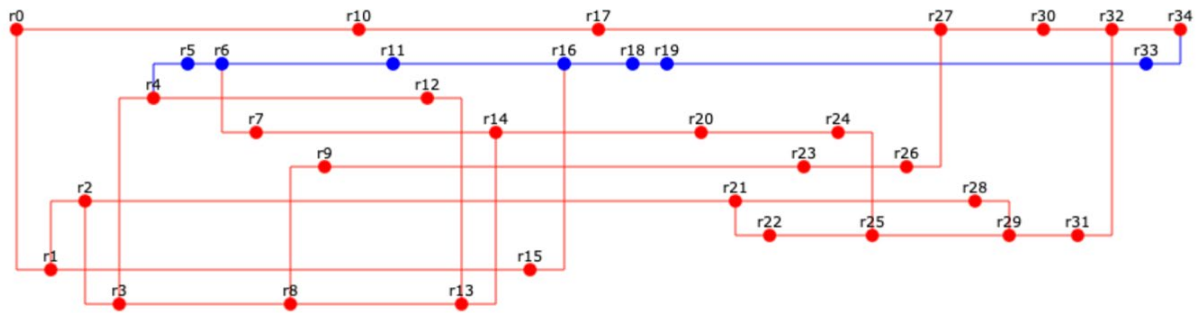 r0 r10 r17 r27 r30 r32 r34
r5 r6 r11 r16 r18 r19 r33
r4 r12
r7 r14 r20 r24
r9 r23 r26
r2 r21 r28
r22 r25 r29 r31
r1 r15
r3 r8 r13